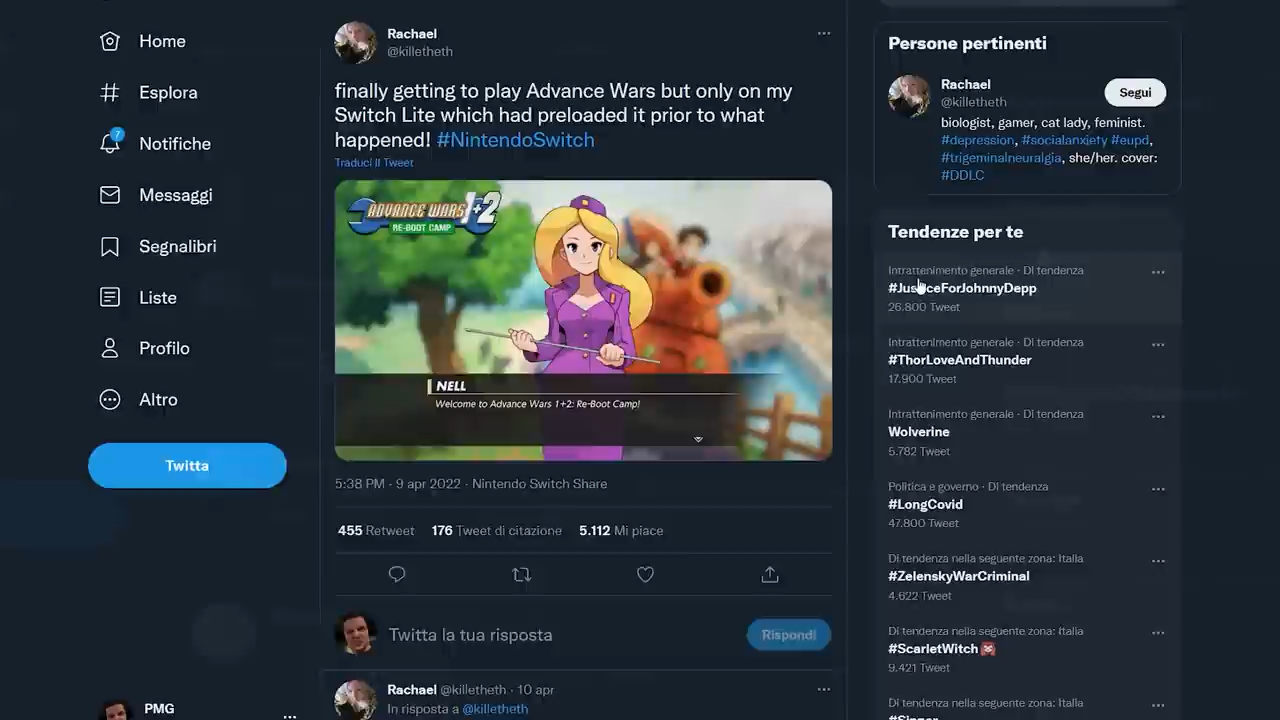 Home
Esplora
7
Notifiche
Messaggi
Segnalibri
Liste
Profilo
Altro
Twitta
PMG
Rachael
@killetheth
finally getting to play Advance Wars but only on my
Switch Lite which had preloaded it prior to what
happened! #NintendoSwitch
Traduci il Tweet
ADVANCE WARS 1+2
RE-BOOT CAMP
NELL
Welcome to Advance Wars 1+2: Re-Boot Camp!
5:38 PM · 9 apr 2022 · Nintendo Switch Share
455 Retweet 176 Tweet di citazione 5.112 Mi piace
Twitta la tua risposta
Rispondi
Rachael @killetheth · 10 apr
In risposta a @killetheth
Persone pertinenti
Rachael
@killetheth
Segui
biologist, gamer, cat lady, feminist.
#depression, #socialanxiety #eupd,
#trigeminalneuralgia, she/her. cover:
#DDLC
Tendenze per te
Intrattenimento generale · Di tendenza
#JusticeForJohnnyDepp
26.800 Tweet
Intrattenimento generale · Di tendenza
#ThorLoveAndThunder
17.900 Tweet
Intrattenimento generale · Di tendenza
Wolverine
5.782 Tweet
Politica e governo · Di tendenza
#LongCovid
47.800 Tweet
Di tendenza nella seguente zona: Italia
#ZelenskyWarCriminal
4.622 Tweet
Di tendenza nella seguente zona: Italia
#ScarletWitch
9.421 Tweet
Di tendenza nella seguente zona: Italia